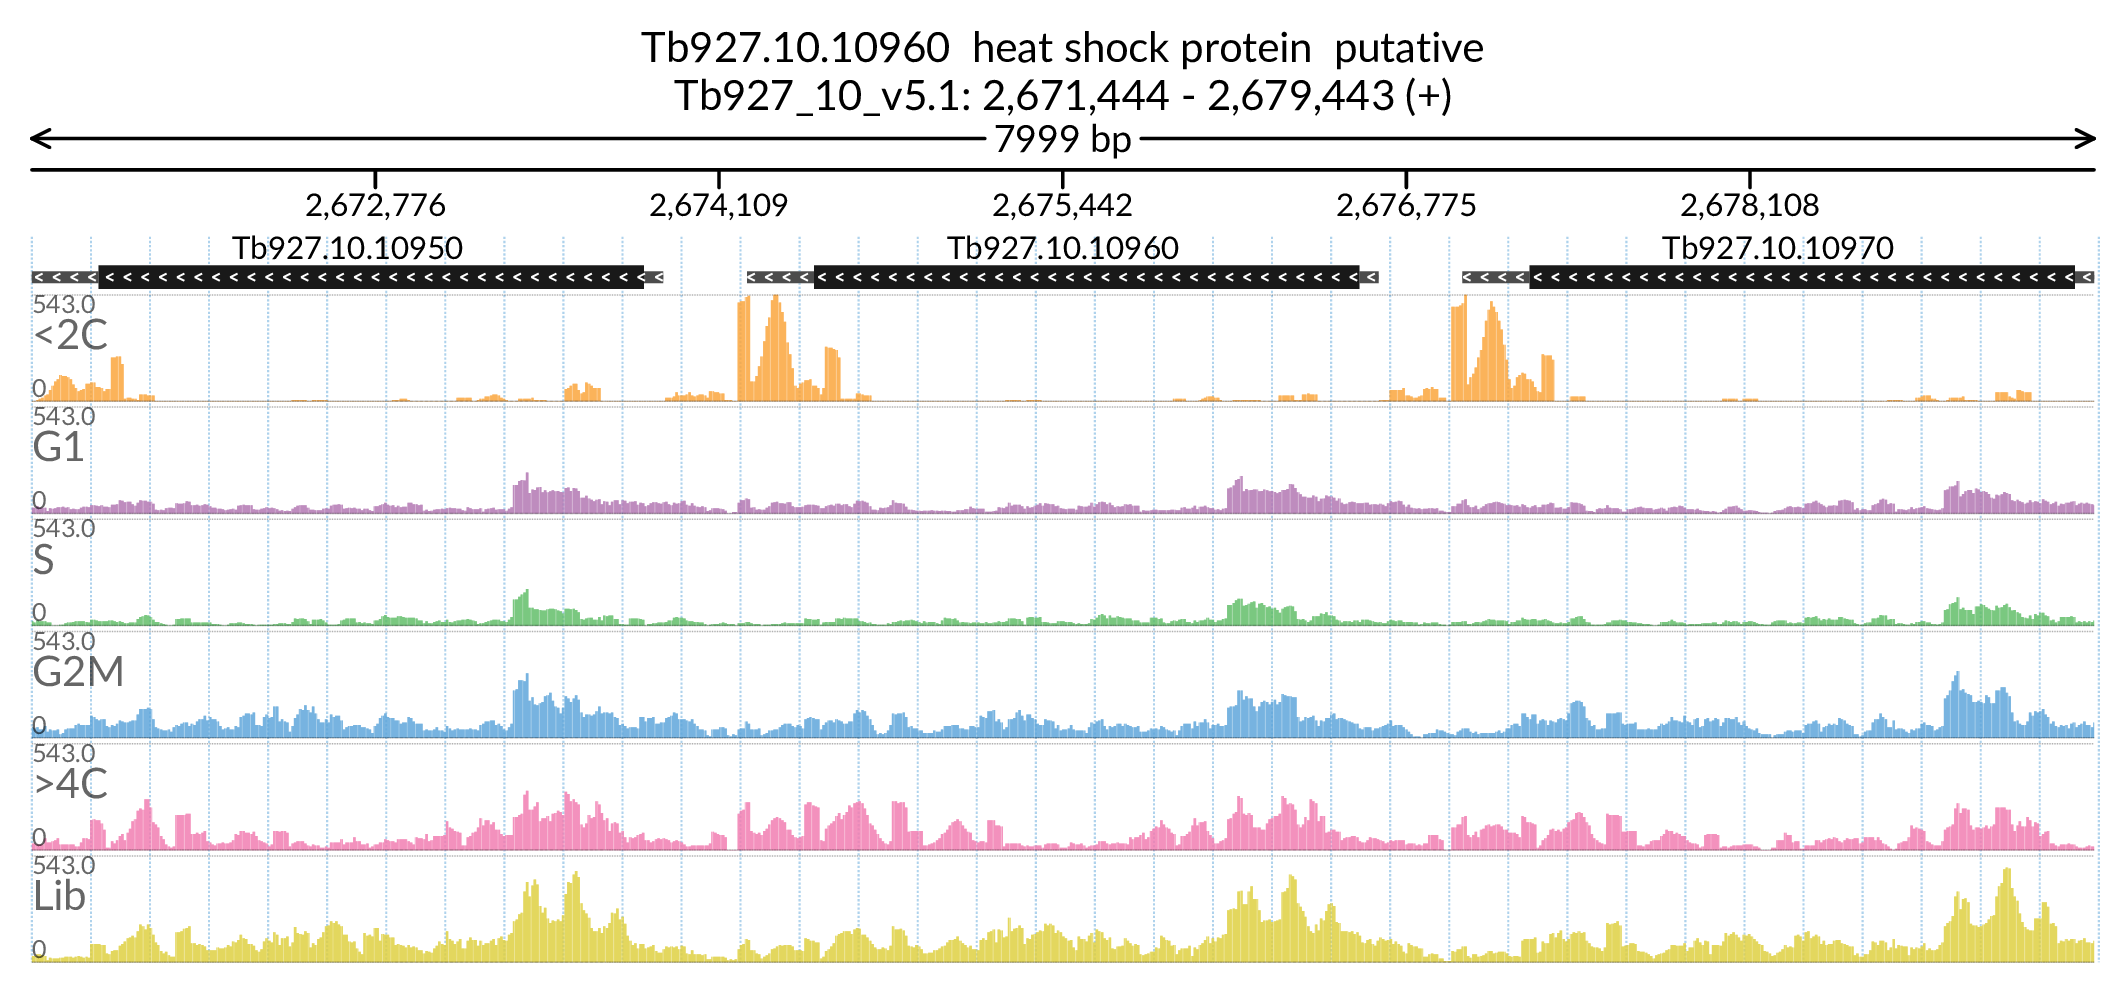 Tb927.10.10960  heat shock protein  putative
Tb927_10_v5.1: 2,671,444 - 2,679,443 (+)
7999 bp
2,672,776 2,674,109 2,675,442 2,676,775 2,678,108
Tb927.10.10950 Tb927.10.10960 Tb927.10.10970
543.0
<2C
0
543.0
G1
0
543.0
S
0
543.0
G2M
0
543.0
>4C
0
543.0
Lib
0